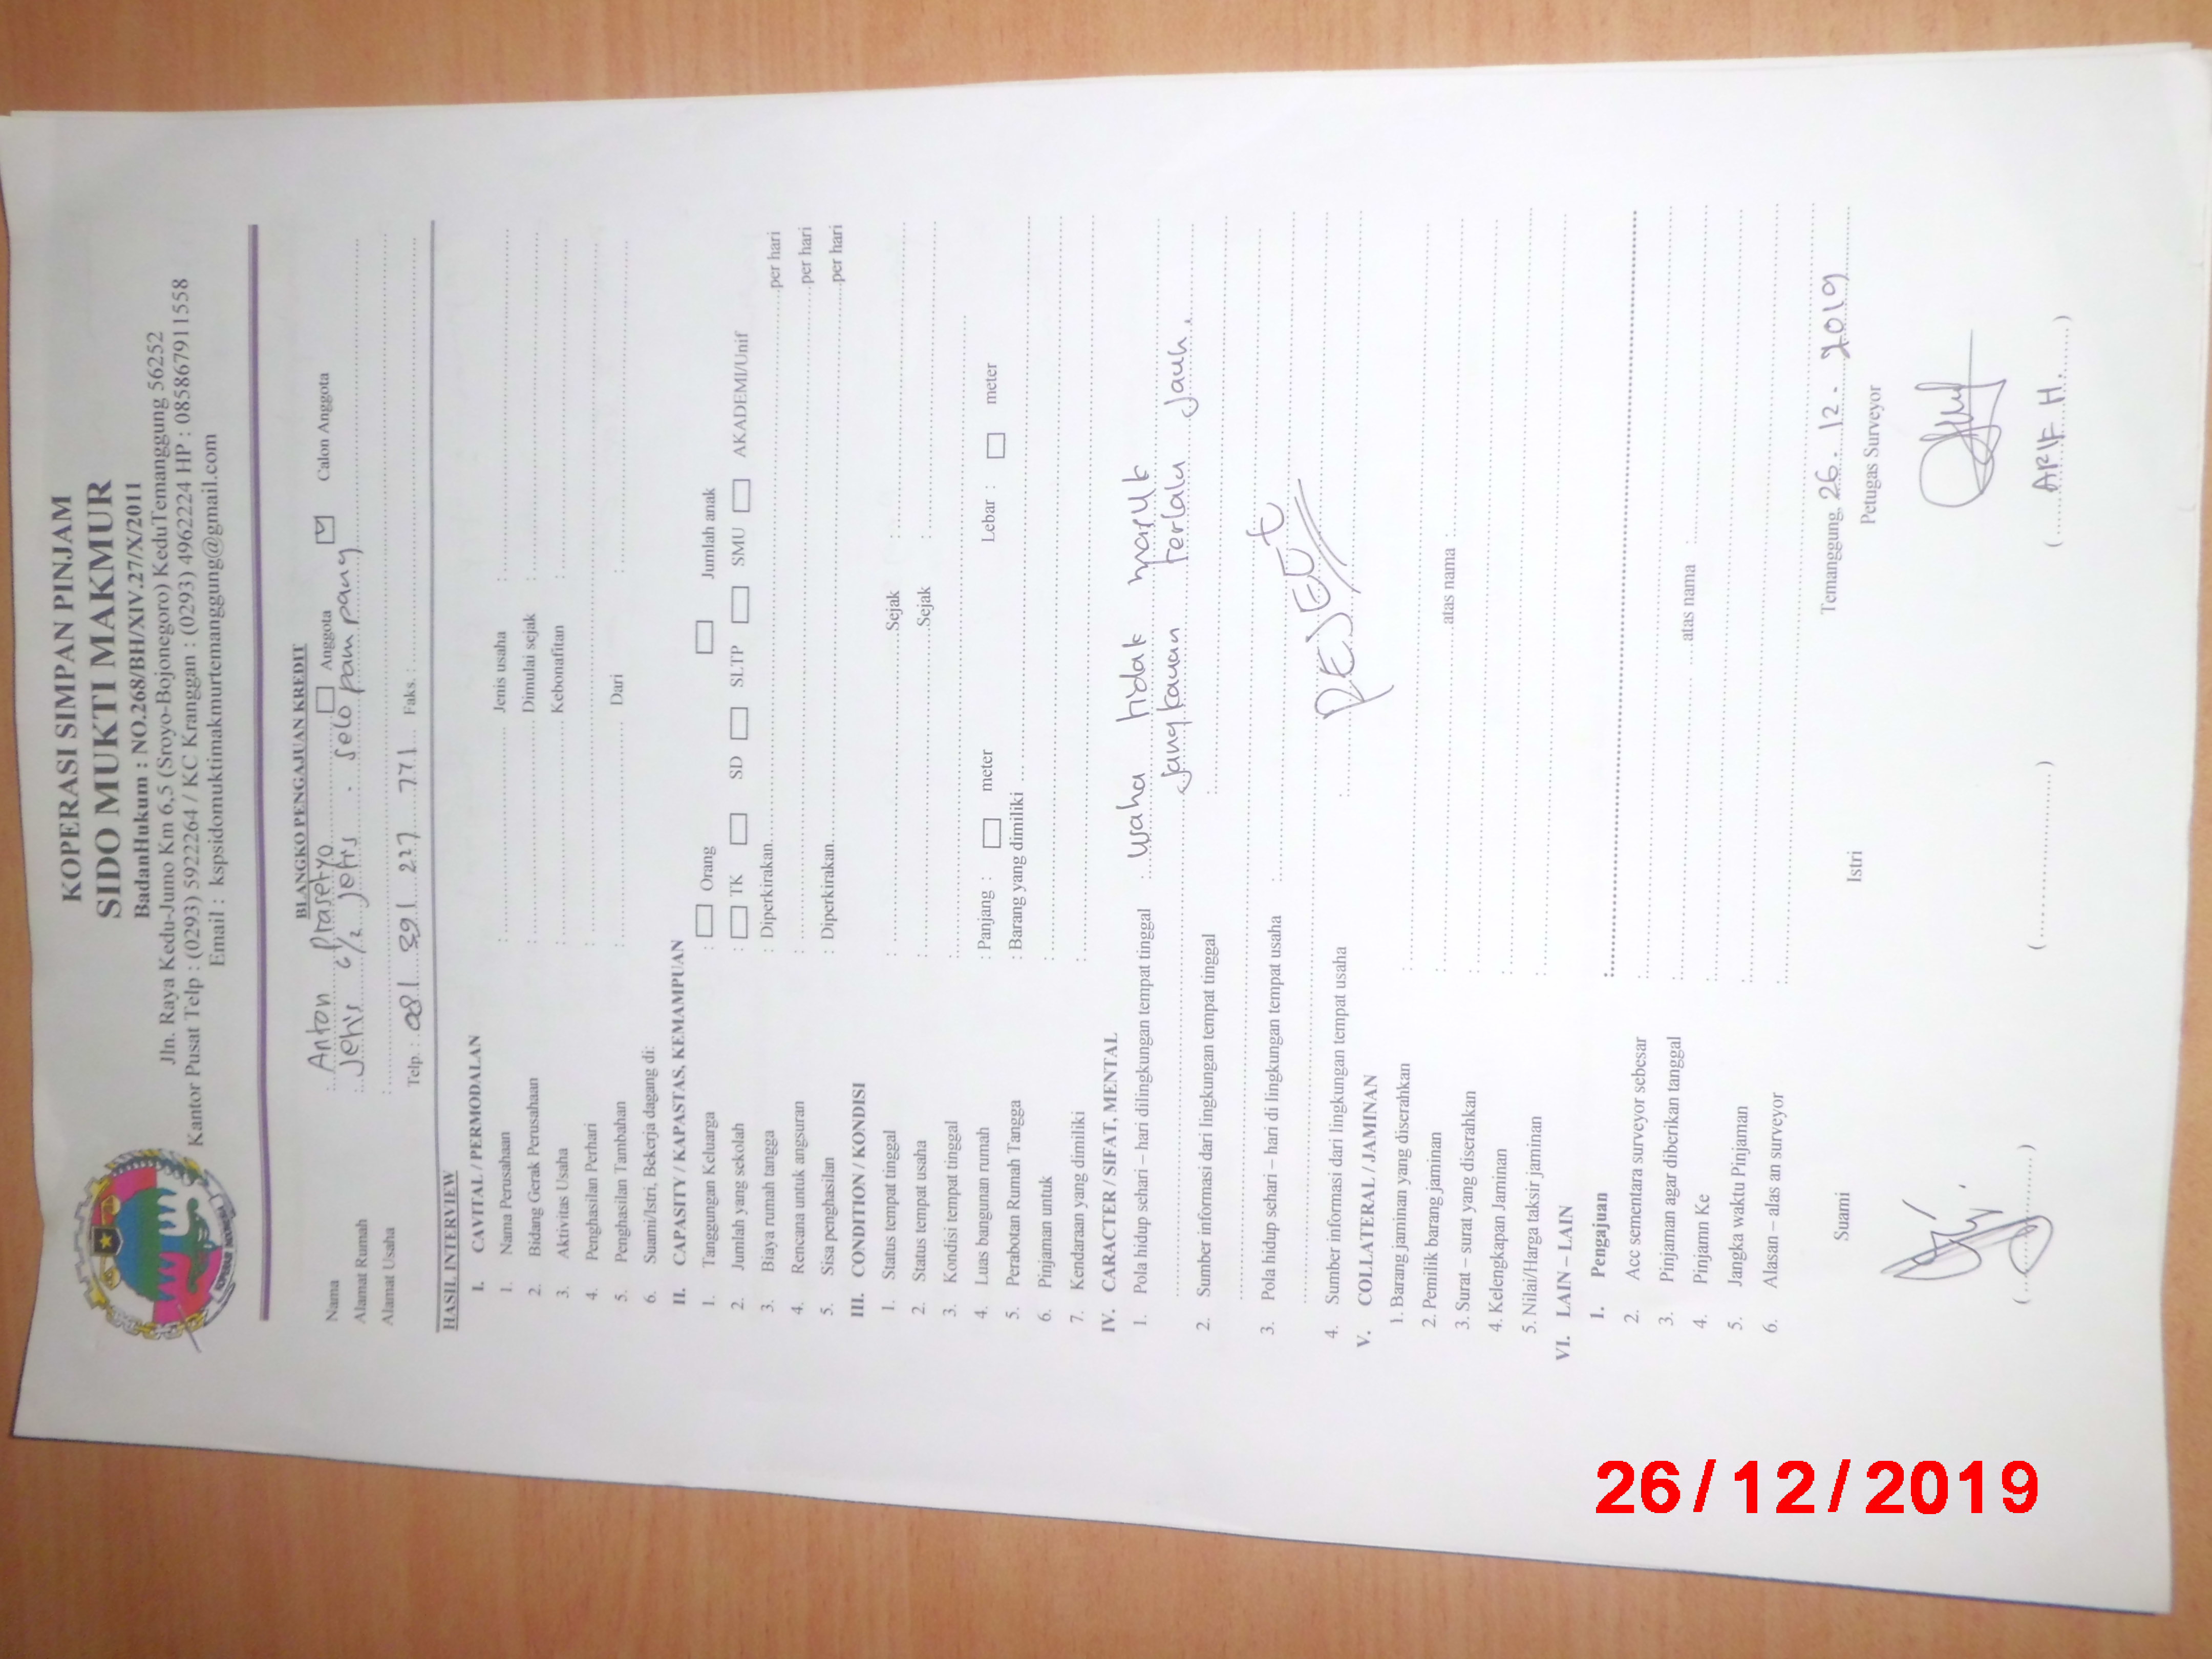 KOPERASI SIMPAN PINJAM
SIDO MUKTI MAKMUR
BadanHukum : NO.268/BH/XIV.27/X/2011
Jln. Raya Kedu-Jumo Km 6,5 (Sroyo-Bojonegoro) KeduTemanggung 56252
Kantor Pusat Telp : (0293) 5922264 / KC Kranggan : (0293) 4962224 HP : 085867911558
Email : kspsidomuktimakmurtemanggung@gmail.com
BLANGKO PENGAJUAN KREDIT
Nama : Anton Prasetyo Anggota Calon Anggota
Alamat Rumah : Jetis Jetis . Selopampang
Alamat Usaha :
Telp. : 081 391 227 771 Faks. :
HASIL INTERVIEW
I. CAVITAL / PERMODALAN
1. Nama Perusahaan : Jenis usaha :
2. Bidang Gerak Perusahaan : Dimulai sejak :
3. Aktivitas Usaha : Kebonafitan :
4. Penghasilan Perhari :
5. Penghasilan Tambahan : Dari :
6. Suami/Istri, Bekerja dagang di:
II. CAPASITY / KAPASTAS, KEMAMPUAN
1. Tanggungan Keluarga : Orang Jumlah anak
2. Jumlah yang sekolah : TK SD SLTP SMU AKADEMI/Unif
3. Biaya rumah tangga : Diperkirakan per hari
4. Rencana untuk angsuran : per hari
5. Sisa penghasilan : Diperkirakan per hari
III. CONDITION / KONDISI
1. Status tempat tinggal : Sejak :
2. Status tempat usaha : Sejak :
3. Kondisi tempat tinggal :
4. Luas bangunan rumah : Panjang : meter Lebar : meter
5. Perabotan Rumah Tangga : Barang yang dimiliki
6. Pinjaman untuk :
7. Kendaraan yang dimiliki :
IV. CARACTER / SIFAT, MENTAL
1. Pola hidup sehari – hari dilingkungan tempat tinggal : usaha tidak
jangkauan terlalu jauh.
2. Sumber informasi dari lingkungan tempat tinggal :
3. Pola hidup sehari – hari di lingkungan tempat usaha :
REJECT
4. Sumber informasi dari lingkungan tempat usaha :
V. COLLATERAL / JAMINAN
1. Barang jaminan yang diserahkan :
2. Pemilik barang jaminan : atas nama :
3. Surat – surat yang diserahkan :
4. Kelengkapan Jaminan :
5. Nilai/Harga taksir jaminan :
VI. LAIN – LAIN
1. Pengajuan :
2. Acc sementara surveyor sebesar :
3. Pinjaman agar diberikan tanggal : atas nama :
4. Pinjamn Ke :
5. Jangka waktu Pinjaman :
6. Alasan – alas an surveyor :
Temanggung, 26 . 12 . 2019
Suami Istri Petugas Surveyor
(..........) (..........) ( ARIF H. )
26/12/2019